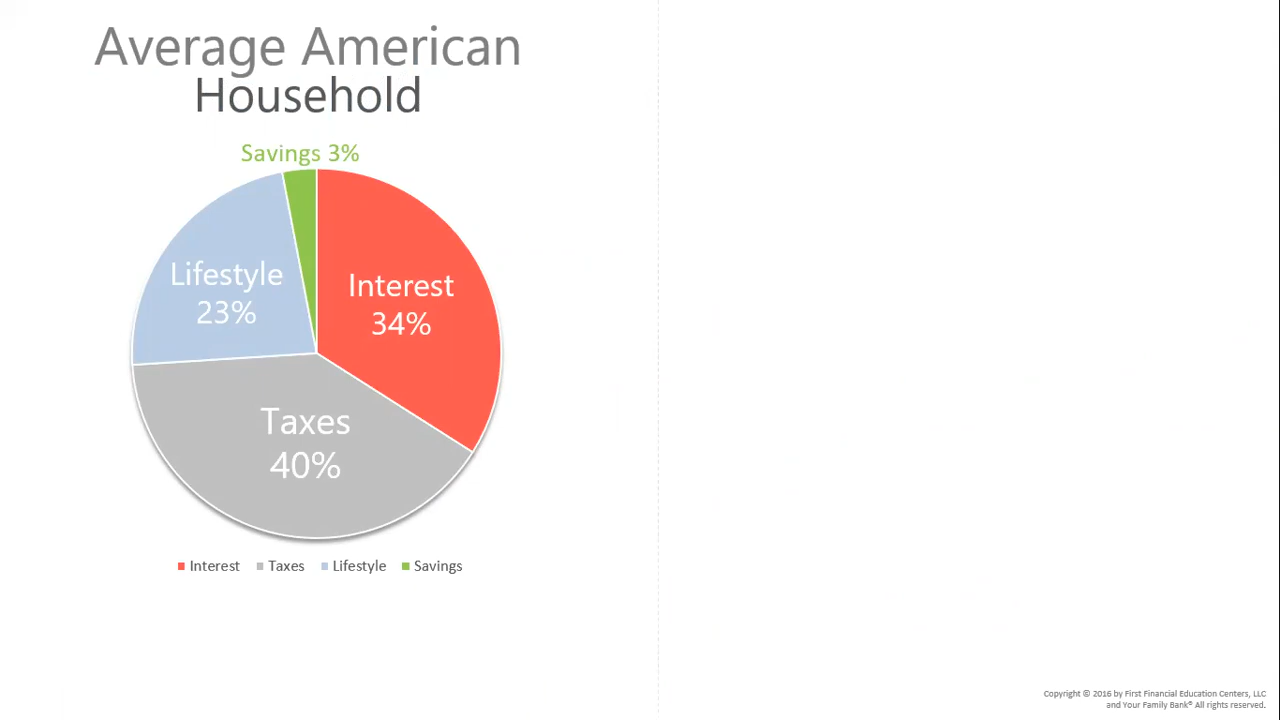 Average American
Household
Savings 3%
Lifestyle
23%
Interest
34%
Taxes
40%
Interest Taxes Lifestyle Savings
Copyright © 2016 by First Financial Education Centers, LLC
and Your Family Bank® All rights reserved.